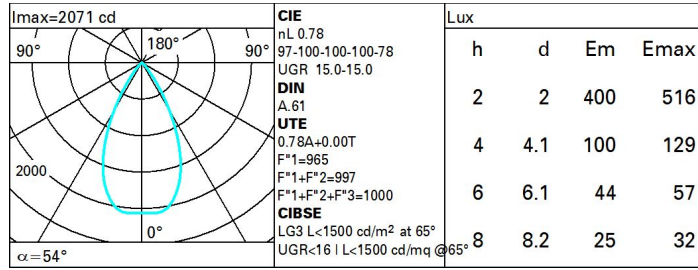 Imax=2071 cd
90°
180°
90°
2000
0°
α=54°
CIE
nL 0.78
97-100-100-100-78
UGR 15.0-15.0
DIN
A.61
UTE
0.78A+0.00T
F"1=965
F"1+F"2=997
F"1+F"2+F"3=1000
CIBSE
LG3 L<1500 cd/m² at 65°
UGR<16 | L<1500 cd/mq @65°
Lux
h d Em Emax
2 2 400 516
4 4.1 100 129
6 6.1 44 57
8 8.2 25 32